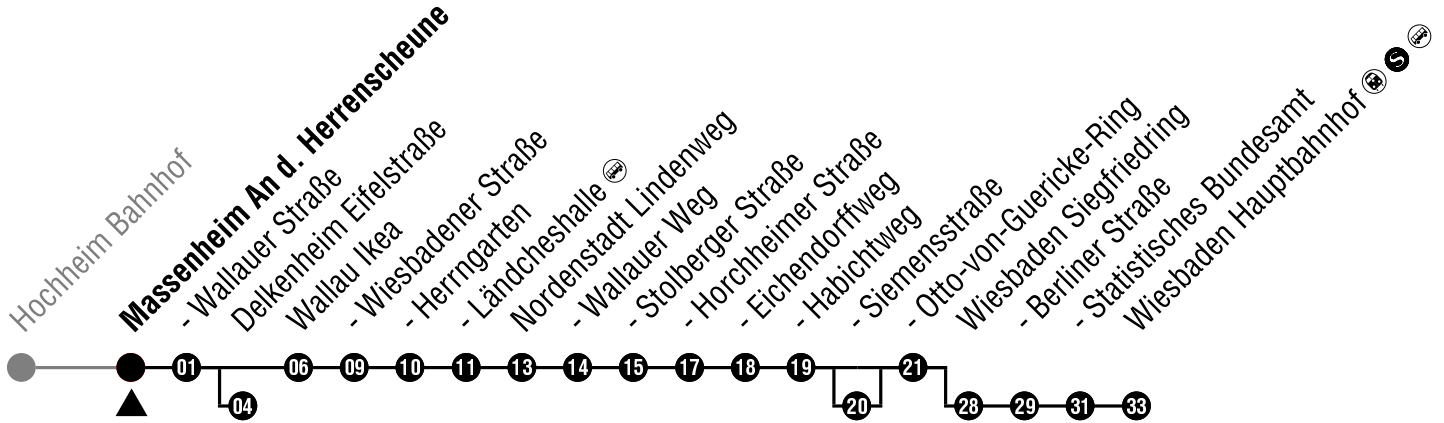 Hochheim Bahnhof
Massenheim An d. Herrenscheune
- Wallauer Straße
Delkenheim Eifelstraße
Wallau Ikea
- Wiesbadener Straße
- Herrngarten
- Ländcheshalle
Nordenstadt Lindenweg
- Wallauer Weg
- Stolberger Straße
- Horchheimer Straße
- Eichendorffweg
- Habichtweg
- Siemensstraße
- Otto-von-Guericke-Ring
Wiesbaden Siegfriedring
- Berliner Straße
- Statistisches Bundesamt
Wiesbaden Hauptbahnhof S
01 06 09 10 11 13 14 15 17 18 19 21
04 20 28 29 31 33